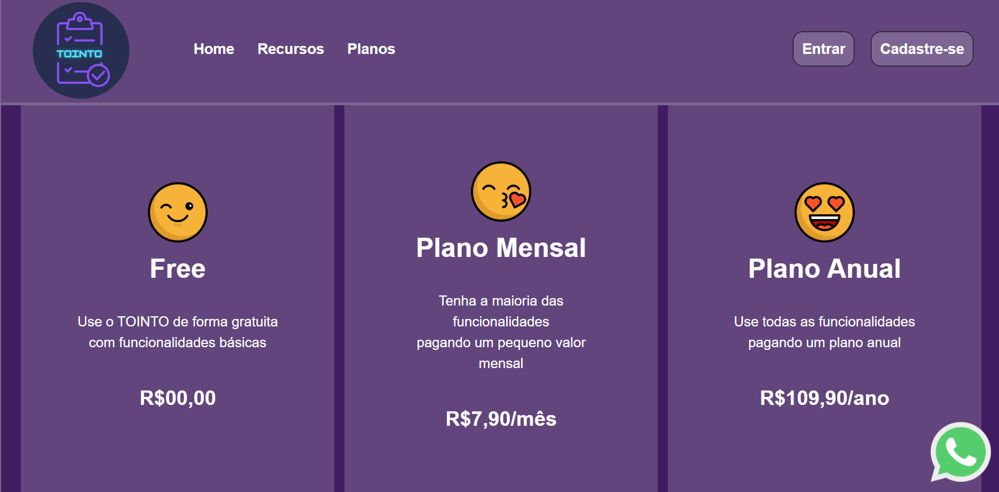 TOINTO
Home
Recursos
Planos
Entrar
Cadastre-se
Free
Use o TOINTO de forma gratuita
com funcionalidades básicas
R$00,00
Plano Mensal
Tenha a maioria das
funcionalidades
pagando um pequeno valor
mensal
R$7,90/mês
Plano Anual
Use todas as funcionalidades
pagando um plano anual
R$109,90/ano